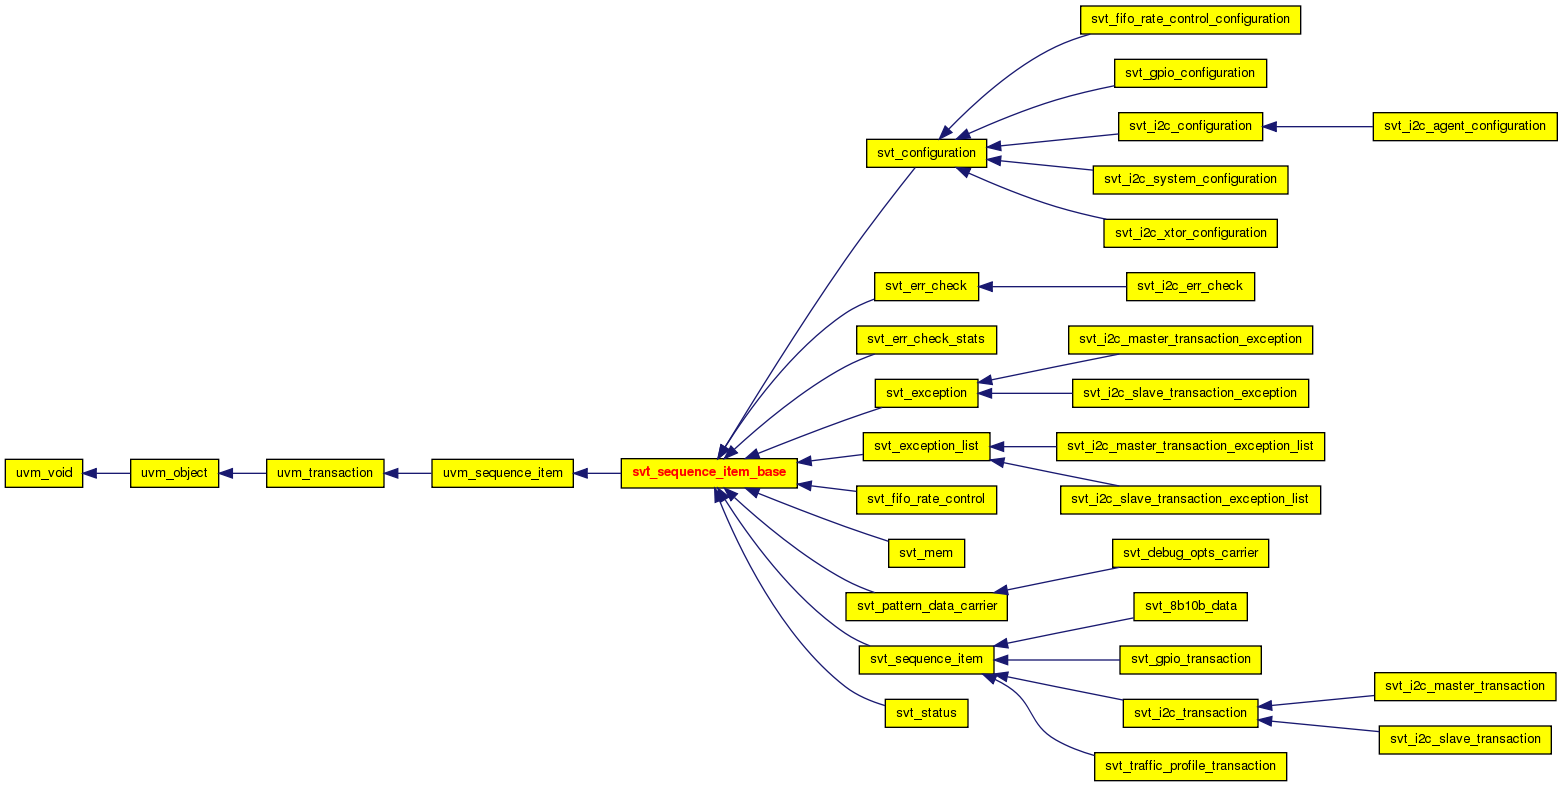 svt_fifo_rate_control_configuration
svt_gpio_configuration
svt_i2c_configuration
svt_i2c_agent_configuration
svt_configuration
svt_i2c_system_configuration
svt_i2c_xtor_configuration
svt_err_check
svt_i2c_err_check
svt_err_check_stats
svt_i2c_master_transaction_exception
svt_exception
svt_i2c_slave_transaction_exception
svt_exception_list
svt_i2c_master_transaction_exception_list
uvm_void
uvm_object
uvm_transaction
uvm_sequence_item
svt_sequence_item_base
svt_fifo_rate_control
svt_i2c_slave_transaction_exception_list
svt_mem
svt_debug_opts_carrier
svt_pattern_data_carrier
svt_8b10b_data
svt_sequence_item
svt_gpio_transaction
svt_i2c_master_transaction
svt_status
svt_i2c_transaction
svt_i2c_slave_transaction
svt_traffic_profile_transaction